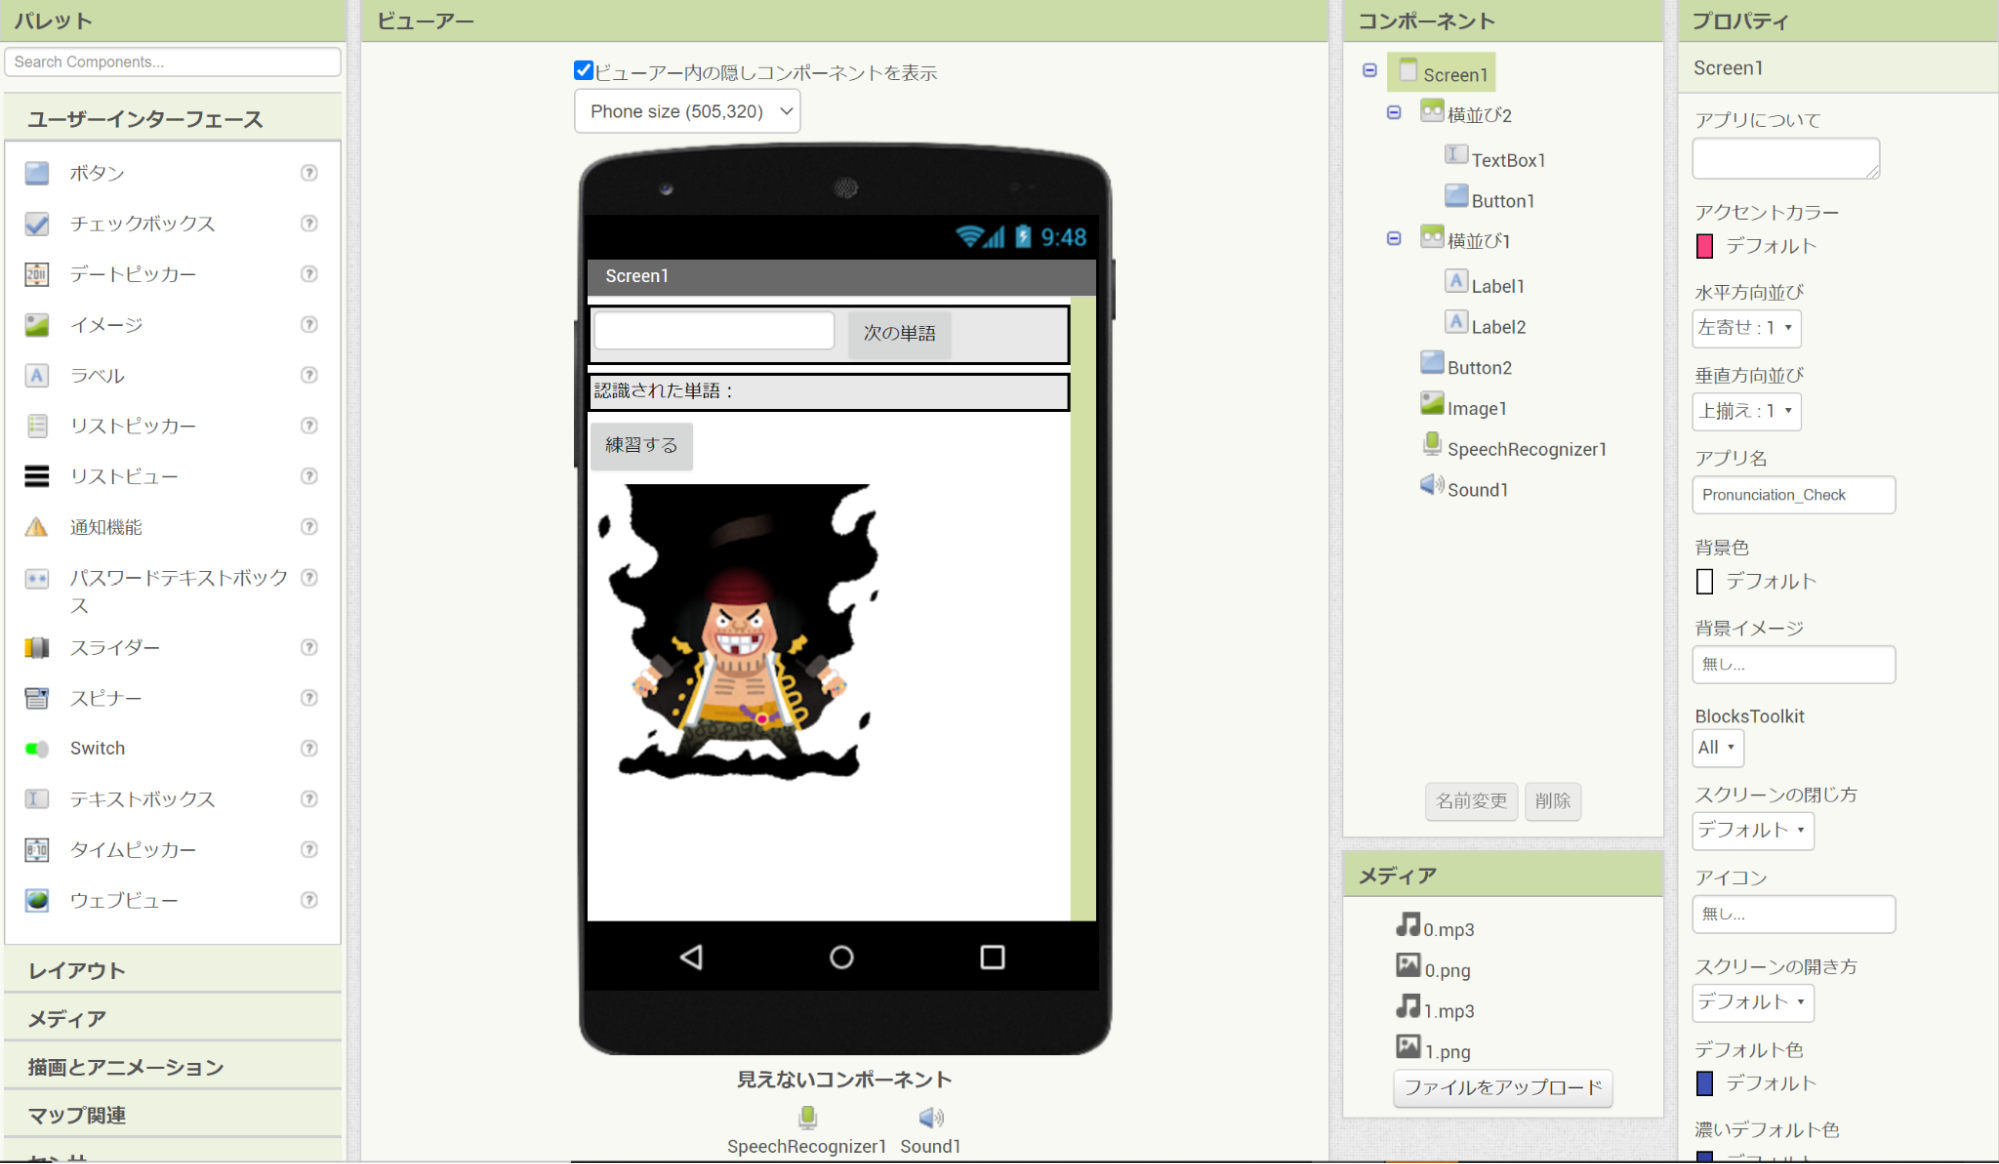 パレット
Search Components...
ユーザーインターフェース
ボタン
チェックボックス
デートピッカー
イメージ
ラベル
リストピッカー
リストビュー
通知機能
パスワードテキストボック
ス
スライダー
スピナー
Switch
テキストボックス
タイムピッカー
ウェブビュー
レイアウト
メディア
描画とアニメーション
マップ関連
ビューアー
ビューアー内の隠しコンポーネントを表示
Phone size (505,320)
9:48
Screen1
次の単語
認識された単語：
練習する
見えないコンポーネント
SpeechRecognizer1
Sound1
コンポーネント
Screen1
横並び2
TextBox1
Button1
横並び1
Label1
Label2
Button2
Image1
SpeechRecognizer1
Sound1
名前変更
削除
メディア
0.mp3
0.png
1.mp3
1.png
ファイルをアップロード
プロパティ
Screen1
アプリについて
アクセントカラー
デフォルト
水平方向並び
左寄せ : 1
垂直方向並び
上揃え : 1
アプリ名
Pronunciation_Check
背景色
デフォルト
背景イメージ
無し...
BlocksToolkit
All
スクリーンの閉じ方
デフォルト
アイコン
無し...
スクリーンの開き方
デフォルト
デフォルト色
デフォルト
濃いデフォルト色